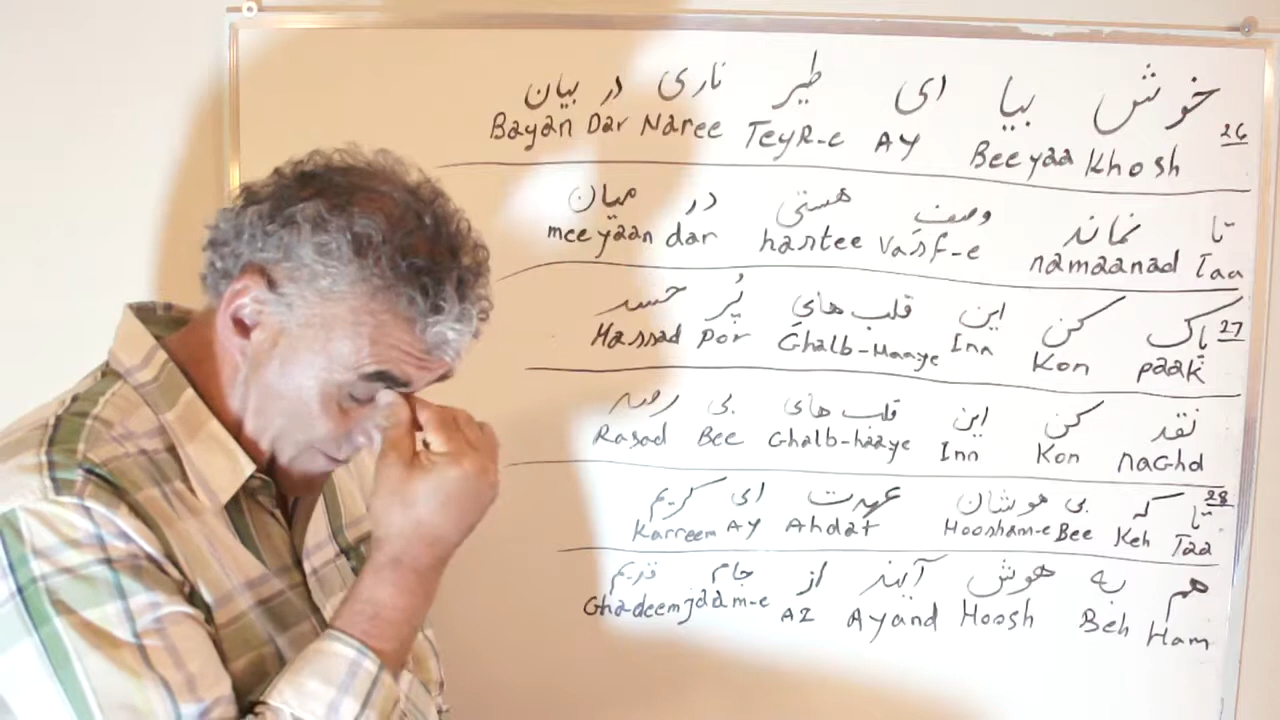 خوش بیا ای طیر ناری در بیان
26
Bayan Dar Naree TeyR-e AY Beeyaa Khosh
تا نماند وصف هستی در میان
meeyaan dar hastee Vasf-e namaanad Taa
27 پاک کن این قلب های پُر حسد
Hassad por Ghalb-Haaye Inn Kon paak
نقد کن این قلب های بی رصد
Rasad Bee Ghalb-haaye Inn Kon naGhd
28
تا که بی هوشان عهدت ای کریم
Karreem AY Ahdat Hoosham-e Bee Keh Taa
هم به هوش آیند از جام قدیم
Ghadeem jaam-e AZ Ayand Hoosh Beh Ham